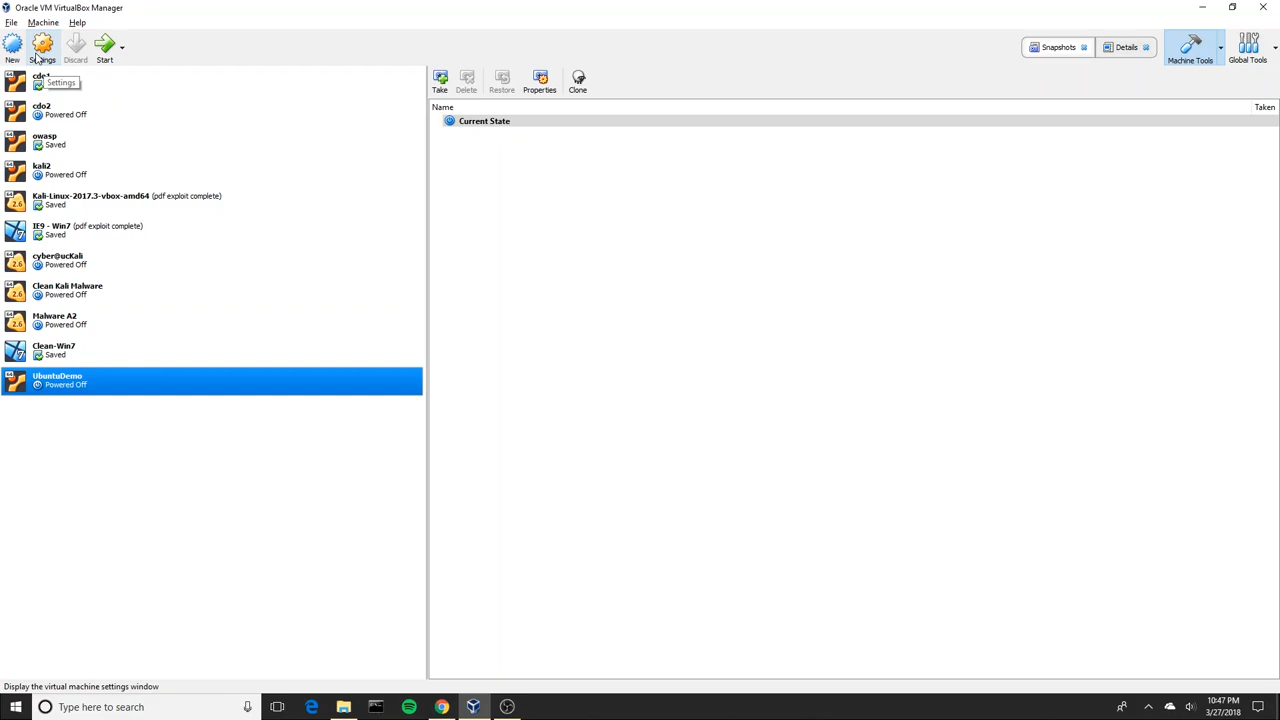 Oracle VM VirtualBox Manager
File Machine Help
New Settings Discard Start
Snapshots Details Machine Tools Global Tools
Settings
Take Delete Restore Properties Clone
Name Taken
Current State
cdo1
cdo2
Powered Off
owasp
Saved
kali2
Powered Off
Kali-Linux-2017.3-vbox-amd64 (pdf exploit complete)
Saved
IE9 - Win7 (pdf exploit complete)
Saved
cyber@ucKali
Powered Off
Clean Kali Malware
Powered Off
Malware A2
Powered Off
Clean-Win7
Saved
UbuntuDemo
Powered Off
Display the virtual machine settings window
Type here to search
10:47 PM
3/27/2018